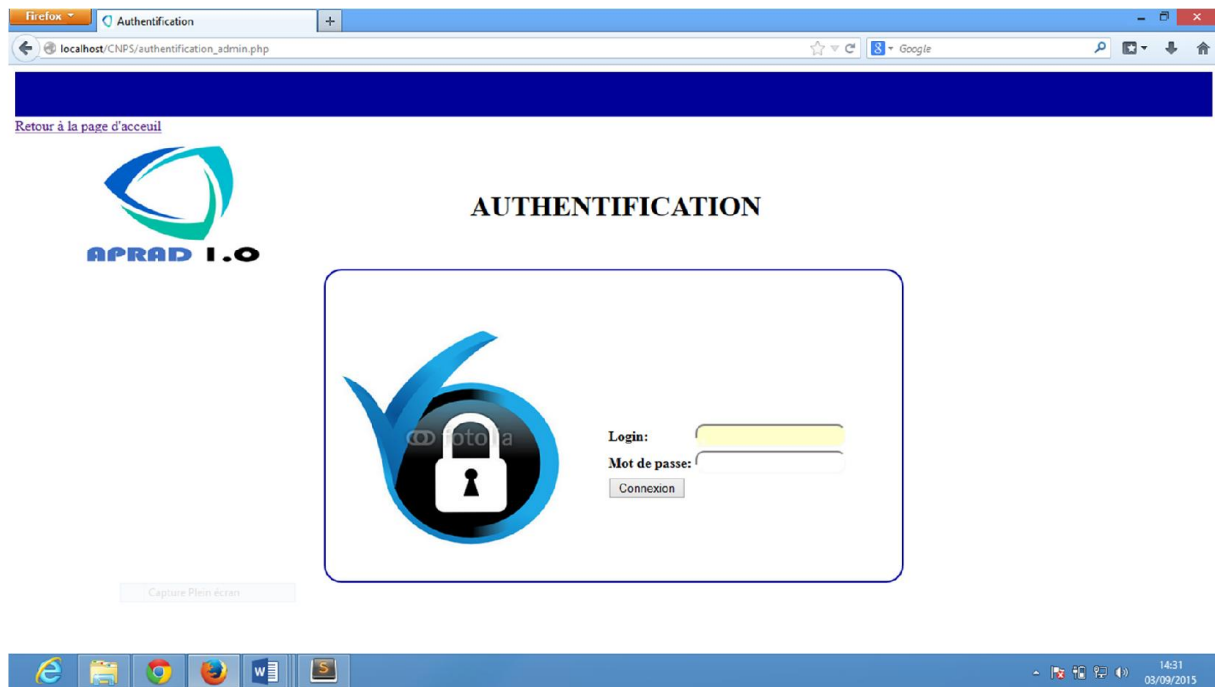 Firefox
Authentification
localhost/CNPS/authentification_admin.php
Google
Retour à la page d'acceuil
APRAD 1.0
AUTHENTIFICATION
fotolia
Login:
Mot de passe:
Connexion
Capture Plein écran
14:31
03/09/2015